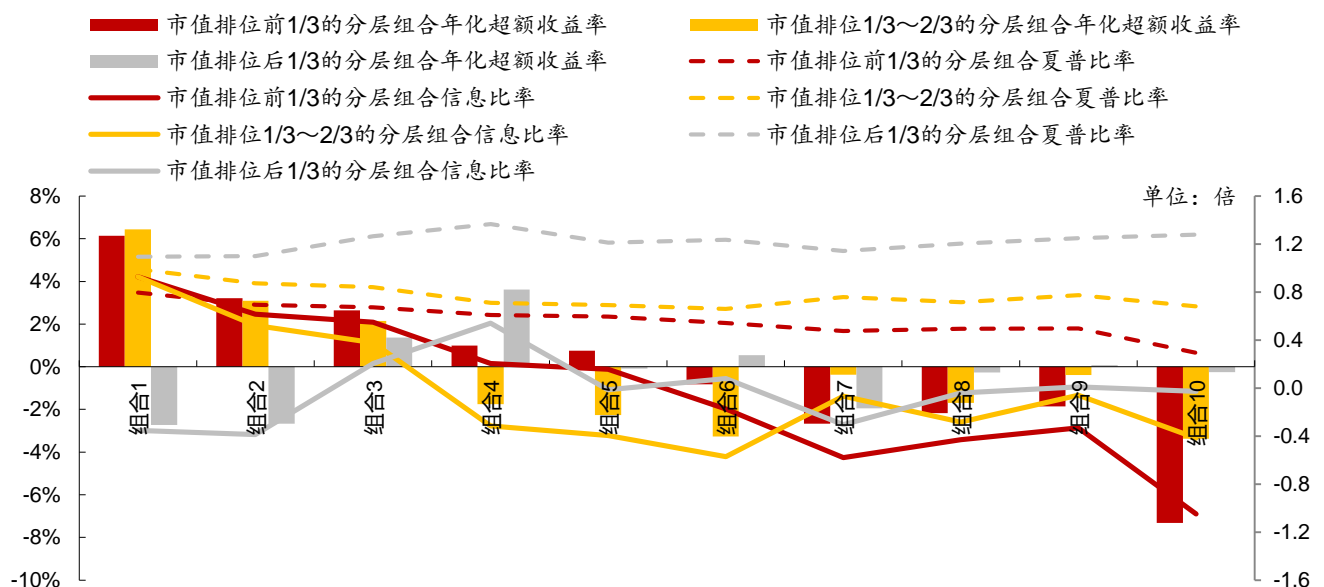 市值排位前1/3的分层组合年化超额收益率
市值排位1/3～2/3的分层组合年化超额收益率
市值排位后1/3的分层组合年化超额收益率
市值排位前1/3的分层组合夏普比率
市值排位前1/3的分层组合信息比率
市值排位1/3～2/3的分层组合夏普比率
市值排位1/3～2/3的分层组合信息比率
市值排位后1/3的分层组合夏普比率
市值排位后1/3的分层组合信息比率
单位：倍
8%
6%
4%
2%
0%
-2%
-4%
-6%
-8%
-10%
1.6
1.2
0.8
0.4
0.0
-0.4
-0.8
-1.2
-1.6
组合1
组合2
组合3
组合4
组合5
组合6
组合7
组合8
组合9
组合10